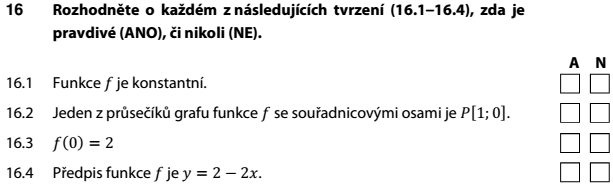 16 Rozhodněte o každém z následujících tvrzení (16.1–16.4), zda je
pravdivé (ANO), či nikoli (NE).
A N
16.1 Funkce f je konstantní.
16.2 Jeden z průsečíků grafu funkce f se souřadnicovými osami je P[1; 0].
16.3 f(0) = 2
16.4 Předpis funkce f je y = 2 − 2x.